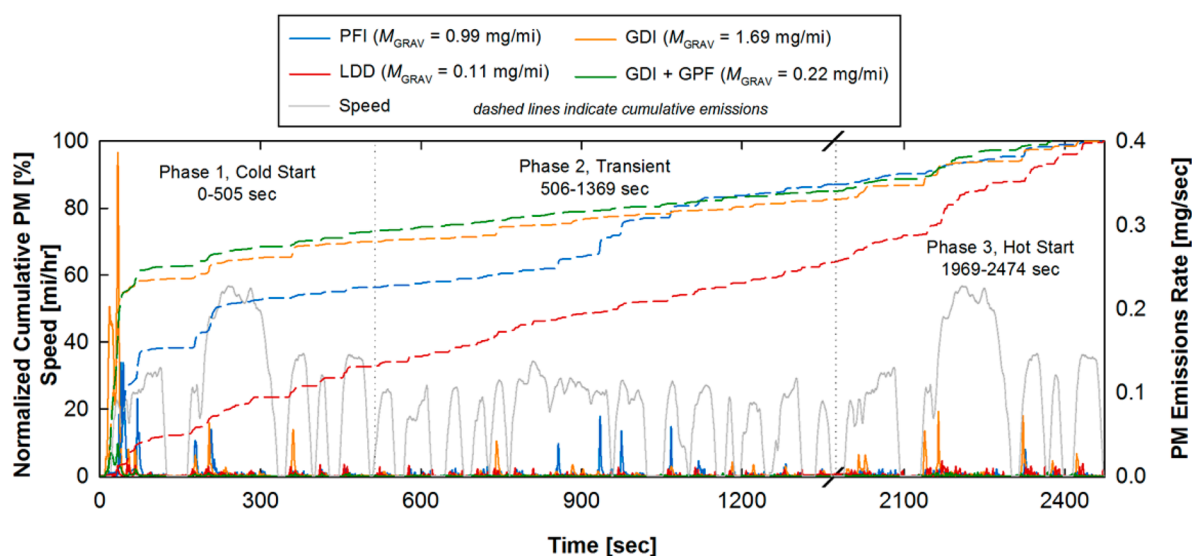 PFI (MGRAV = 0.99 mg/mi)
GDI (MGRAV = 1.69 mg/mi)
LDD (MGRAV = 0.11 mg/mi)
GDI + GPF (MGRAV = 0.22 mg/mi)
Speed
dashed lines indicate cumulative emissions
Normalized Cumulative PM [%]
Speed [mi/hr]
100
80
60
40
20
0
Phase 1, Cold Start
0-505 sec
Phase 2, Transient
506-1369 sec
Phase 3, Hot Start
1969-2474 sec
0.4
0.3
0.2
0.1
0.0
PM Emissions Rate [mg/sec]
0
300
600
900
1200
2100
2400
Time [sec]